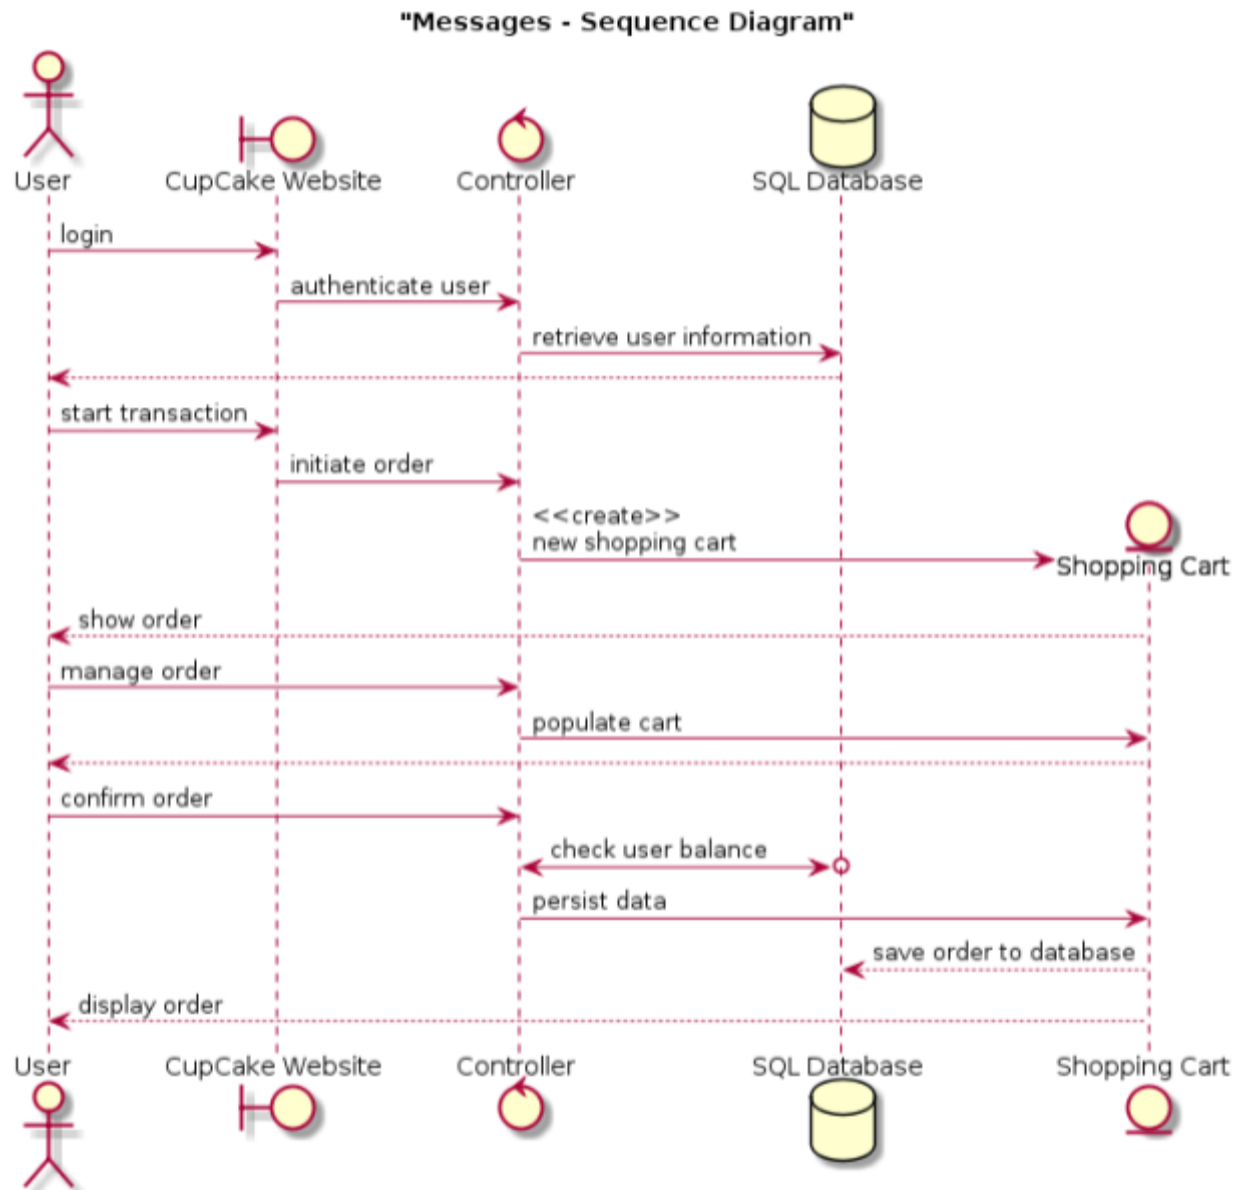 "Messages - Sequence Diagram"
User
CupCake Website
Controller
SQL Database
login
authenticate user
retrieve user information
start transaction
initiate order
<<create>>
new shopping cart
Shopping Cart
show order
manage order
populate cart
confirm order
check user balance
persist data
save order to database
display order
User
CupCake Website
Controller
SQL Database
Shopping Cart